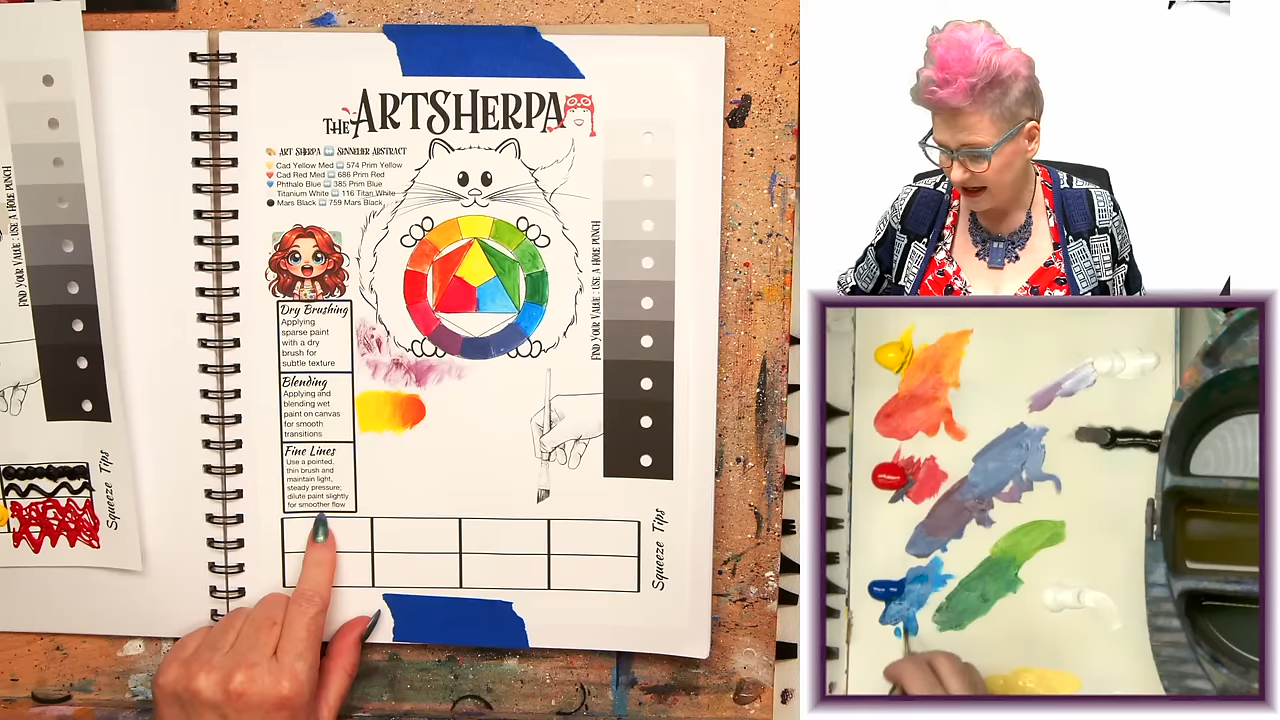 FIND YOUR VALUE : USE A HOLE PUNCH
Squeeze Tips
THE ARTSHERPA
ART SHERPA ↔ SENNELIER ABSTRACT
Cad Yellow Med ↔ 574 Prim Yellow
Cad Red Med ↔ 686 Prim Red
Phthalo Blue ↔ 385 Prim Blue
Titanium White ↔ 116 Titan White
Mars Black ↔ 759 Mars Black
Dry Brushing
Applying
sparse paint
with a dry
brush for
subtle texture
Blending
Applying and
blending wet
paint on canvas
for smooth
transitions
Fine Lines
Use a pointed,
thin brush and
maintain light,
steady pressure;
dilute paint slightly
for smoother flow
FIND YOUR VALUE : USE A HOLE PUNCH
Squeeze Tips